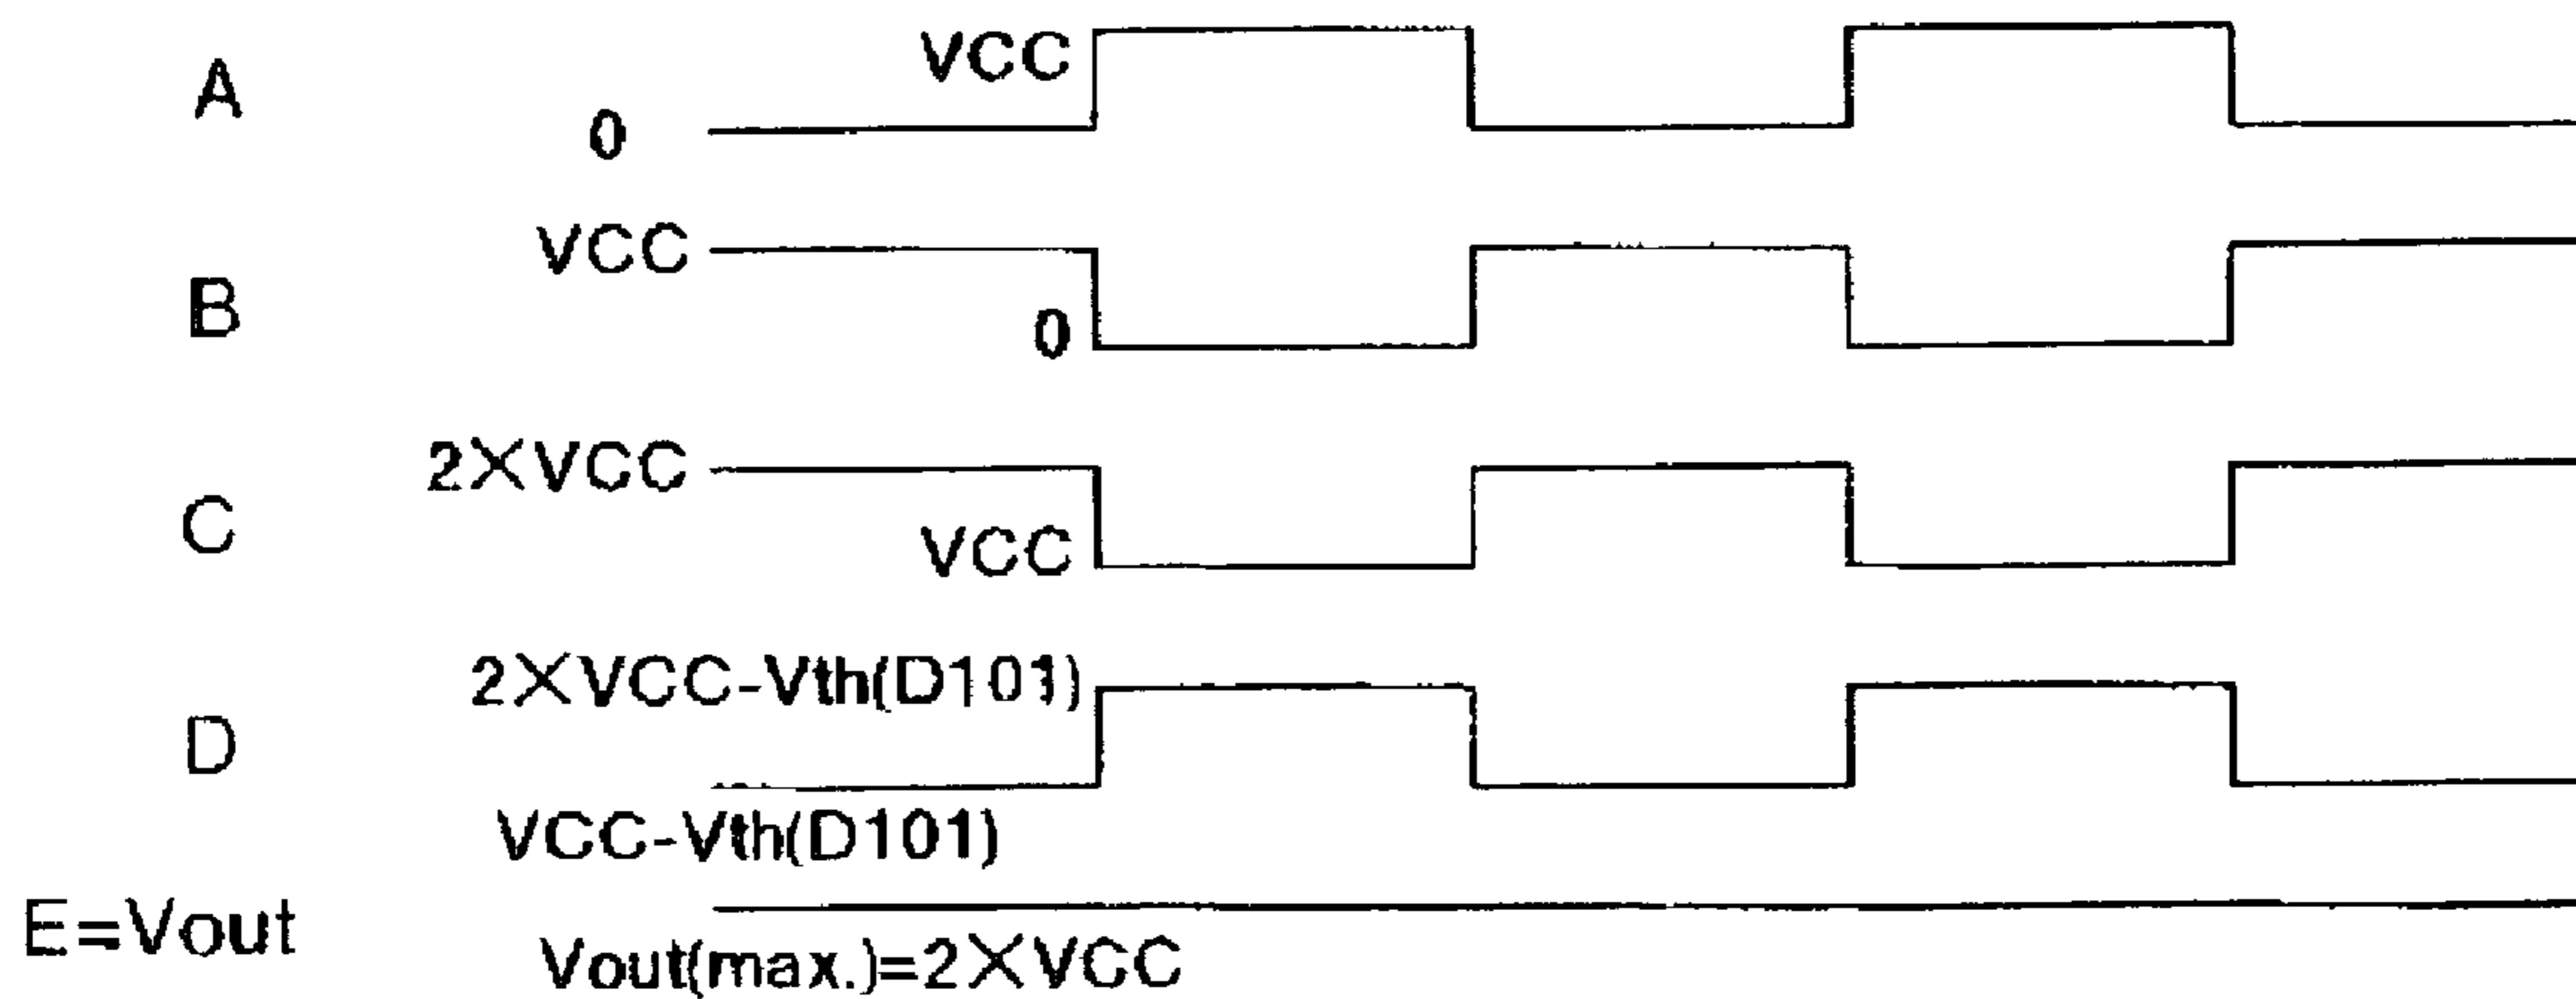 A
VCC
0
B
VCC
0
C
2×VCC
VCC
D
2×VCC-Vth(D101)
VCC-Vth(D101)
E=Vout
Vout(max.)=2×VCC